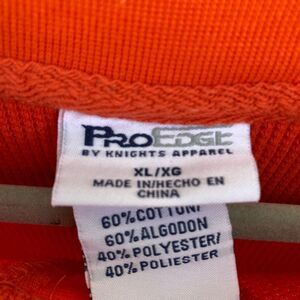 PROEDGE
BY KNIGHTS APPAREL
XL/XG
MADE IN/HECHO EN
CHINA
60% COTTON/
60% ALGODON
40% POLYESTER/
40% POLIESTER